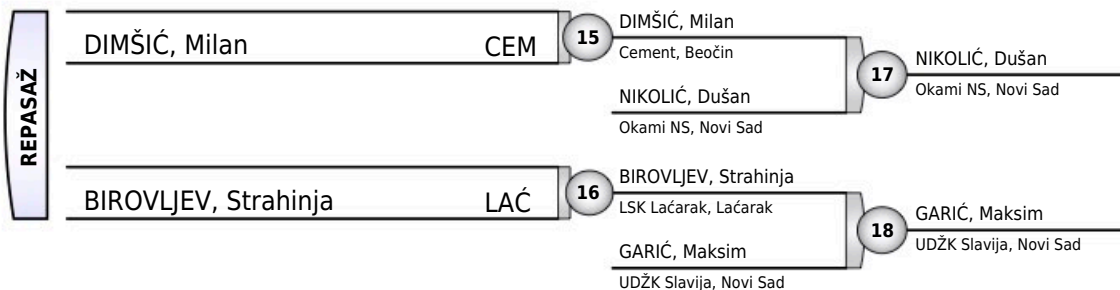 REPASAŽ
DIMŠIĆ, Milan CEM
15
DIMŠIĆ, Milan
Cement, Beočin
NIKOLIĆ, Dušan
Okami NS, Novi Sad
17
NIKOLIĆ, Dušan
Okami NS, Novi Sad
BIROVLJEV, Strahinja LAĆ
16
BIROVLJEV, Strahinja
LSK Laćarak, Laćarak
GARIĆ, Maksim
UDŽK Slavija, Novi Sad
18
GARIĆ, Maksim
UDŽK Slavija, Novi Sad